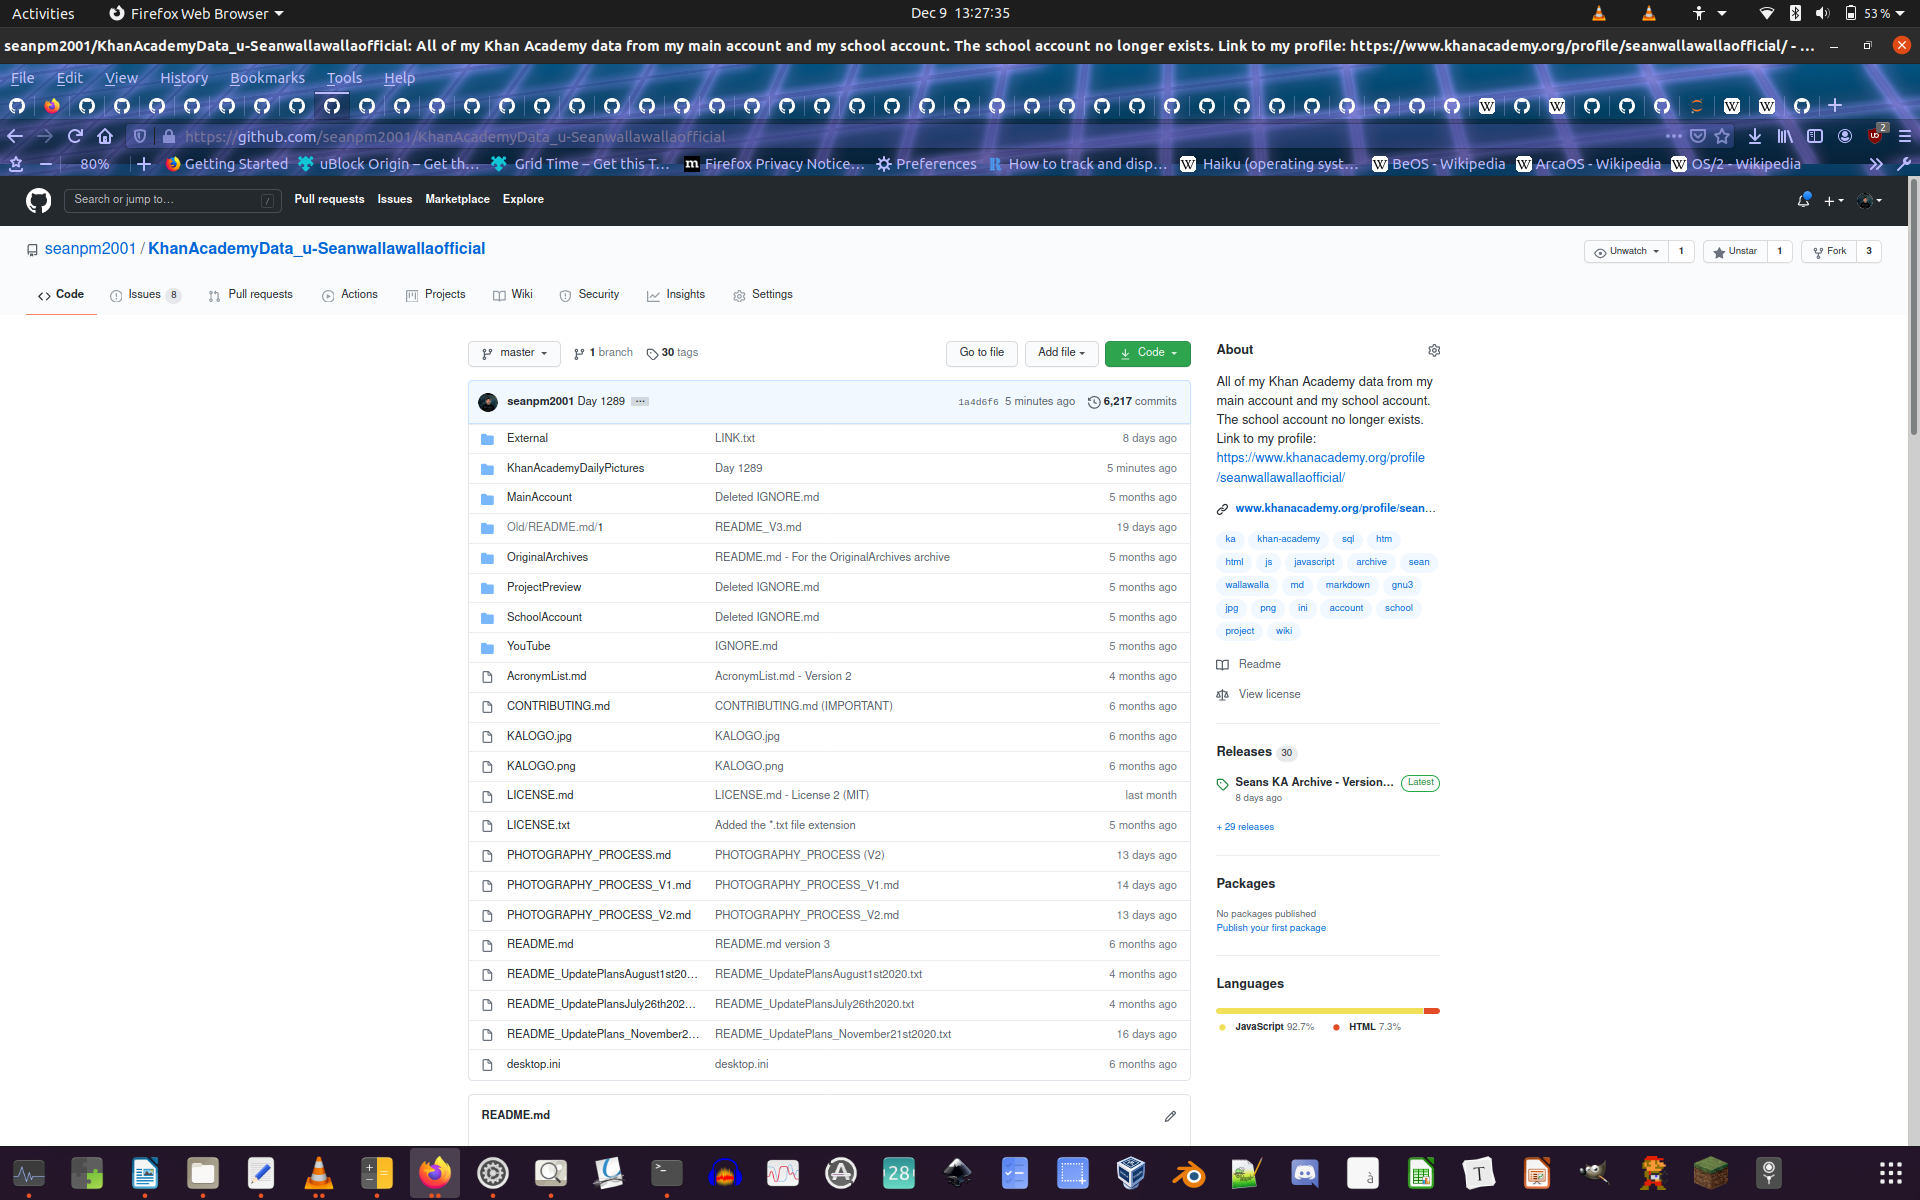 Activities
Firefox Web Browser
Dec 9 13:27:35
53 %
seanpm2001/KhanAcademyData_u-Seanwallawallaofficial: All of my Khan Academy data from my main account and my school account. The school account no longer exists. Link to my profile: https://www.khanacademy.org/profile/seanwallawallaofficial/ - ...
File Edit View History Bookmarks Tools Help
https://github.com/seanpm2001/KhanAcademyData_u-Seanwallawallaofficial
2
80%
Getting Started
uBlock Origin – Get th…
Grid Time – Get this T…
Firefox Privacy Notice…
Preferences
How to track and disp…
Haiku (operating syst…
BeOS - Wikipedia
ArcaOS - Wikipedia
OS/2 - Wikipedia
Search or jump to… /
Pull requests Issues Marketplace Explore
seanpm2001 / KhanAcademyData_u-Seanwallawallaofficial
Unwatch 1
Unstar 1
Fork 3
Code
Issues 8
Pull requests
Actions
Projects
Wiki
Security
Insights
Settings
master
1 branch
30 tags
Go to file
Add file
Code
seanpm2001 Day 1289 ... 1a4d6f6 5 minutes ago 6,217 commits
External LINK.txt 8 days ago
KhanAcademyDailyPictures Day 1289 5 minutes ago
MainAccount Deleted IGNORE.md 5 months ago
Old/README.md/1 README_V3.md 19 days ago
OriginalArchives README.md - For the OriginalArchives archive 5 months ago
ProjectPreview Deleted IGNORE.md 5 months ago
SchoolAccount Deleted IGNORE.md 5 months ago
YouTube IGNORE.md 5 months ago
AcronymList.md AcronymList.md - Version 2 4 months ago
CONTRIBUTING.md CONTRIBUTING.md (IMPORTANT) 6 months ago
KALOGO.jpg KALOGO.jpg 6 months ago
KALOGO.png KALOGO.png 6 months ago
LICENSE.md LICENSE.md - License 2 (MIT) last month
LICENSE.txt Added the *.txt file extension 5 months ago
PHOTOGRAPHY_PROCESS.md PHOTOGRAPHY_PROCESS (V2) 13 days ago
PHOTOGRAPHY_PROCESS_V1.md PHOTOGRAPHY_PROCESS_V1.md 14 days ago
PHOTOGRAPHY_PROCESS_V2.md PHOTOGRAPHY_PROCESS_V2.md 13 days ago
README.md README.md version 3 6 months ago
README_UpdatePlansAugust1st20… README_UpdatePlansAugust1st2020.txt 4 months ago
README_UpdatePlansJuly26th202… README_UpdatePlansJuly26th2020.txt 4 months ago
README_UpdatePlans_November2… README_UpdatePlans_November21st2020.txt 16 days ago
desktop.ini desktop.ini 6 months ago
README.md
About
All of my Khan Academy data from my
main account and my school account.
The school account no longer exists.
Link to my profile:
https://www.khanacademy.org/profile
/seanwallawallaofficial/
www.khanacademy.org/profile/sean…
ka khan-academy sql htm
html js javascript archive sean
wallawalla md markdown gnu3
jpg png ini account school
project wiki
Readme
View license
Releases 30
Seans KA Archive - Version… Latest
8 days ago
+ 29 releases
Packages
No packages published
Publish your first package
Languages
JavaScript 92.7% HTML 7.3%
28